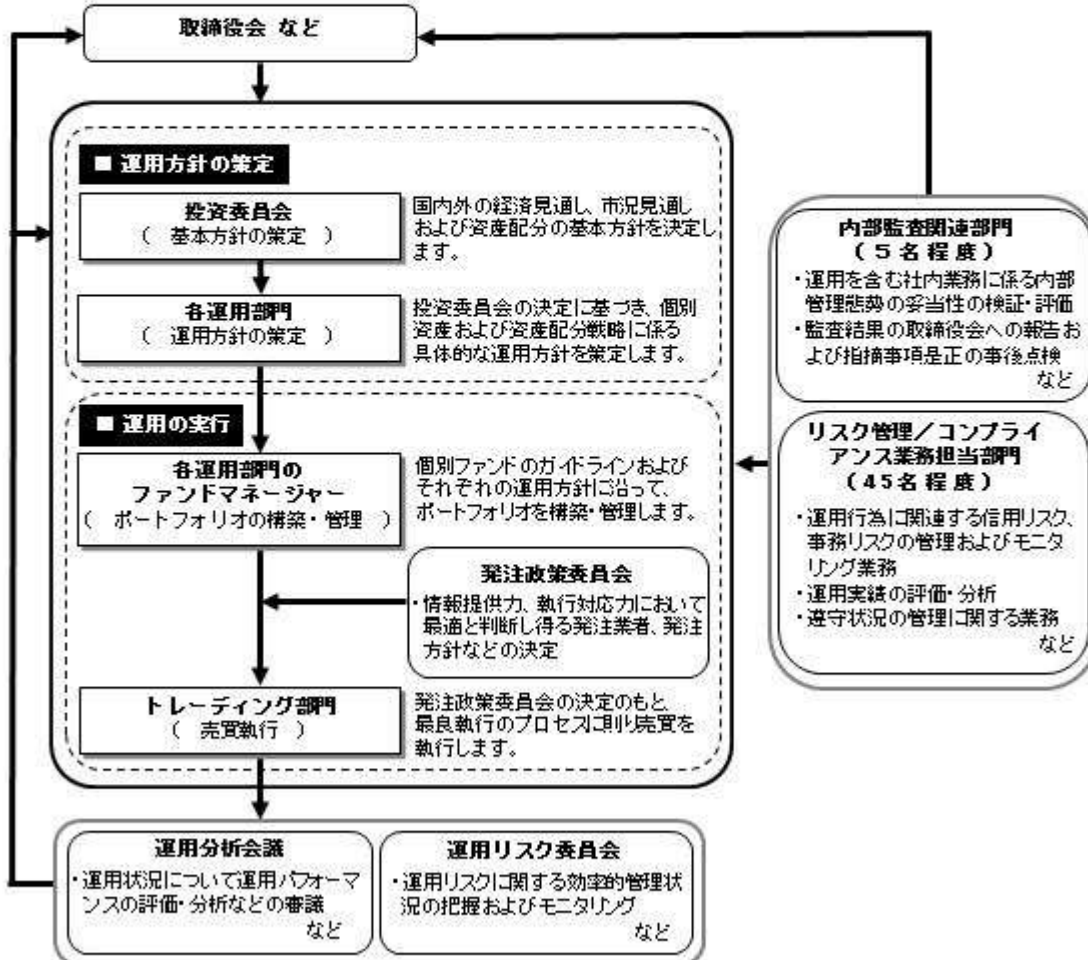 取締役会 など
■ 運用方針の策定
投資委員会
（ 基本方針の策定 ）
国内外の経済見通し、市況見通し
および資産配分の基本方針を決定し
ます。
各運用部門
（ 運用方針の策定 ）
投資委員会の決定に基づき、個別
資産および資産配分戦略に係る
具体的な運用方針を策定します。
■ 運用の実行
各運用部門の
ファンドマネージャー
（ ポートフォリオの構築・管理 ）
個別ファンドのガイドラインおよび
それぞれの運用方針に沿って、
ポートフォリオを構築・管理します。
発注政策委員会
・情報提供力、執行対応力において
最適と判断し得る発注業者、発注
方針などの決定
トレーディング部門
（ 売買執行 ）
発注政策委員会の決定のもと
最良執行のプロセスに則り売買を
執行します。
内部監査関連部門
（５名程度）
・運用を含む社内業務に係る内部
管理態勢の妥当性の検証・評価
・監査結果の取締役会への報告お
よび指摘事項是正の事後点検
など
リスク管理／コンプライ
アンス業務担当部門
（45名程度）
・運用行為に関連する信用リスク、
事務リスクの管理およびモニタ
リング業務
・運用実績の評価・分析
・遵守状況の管理に関する業務
など
運用分析会議
・運用状況について運用パフォーマ
ンスの評価・分析などの審議
など
運用リスク委員会
・運用リスクに関する効率的管理状
況の把握およびモニタリング
など